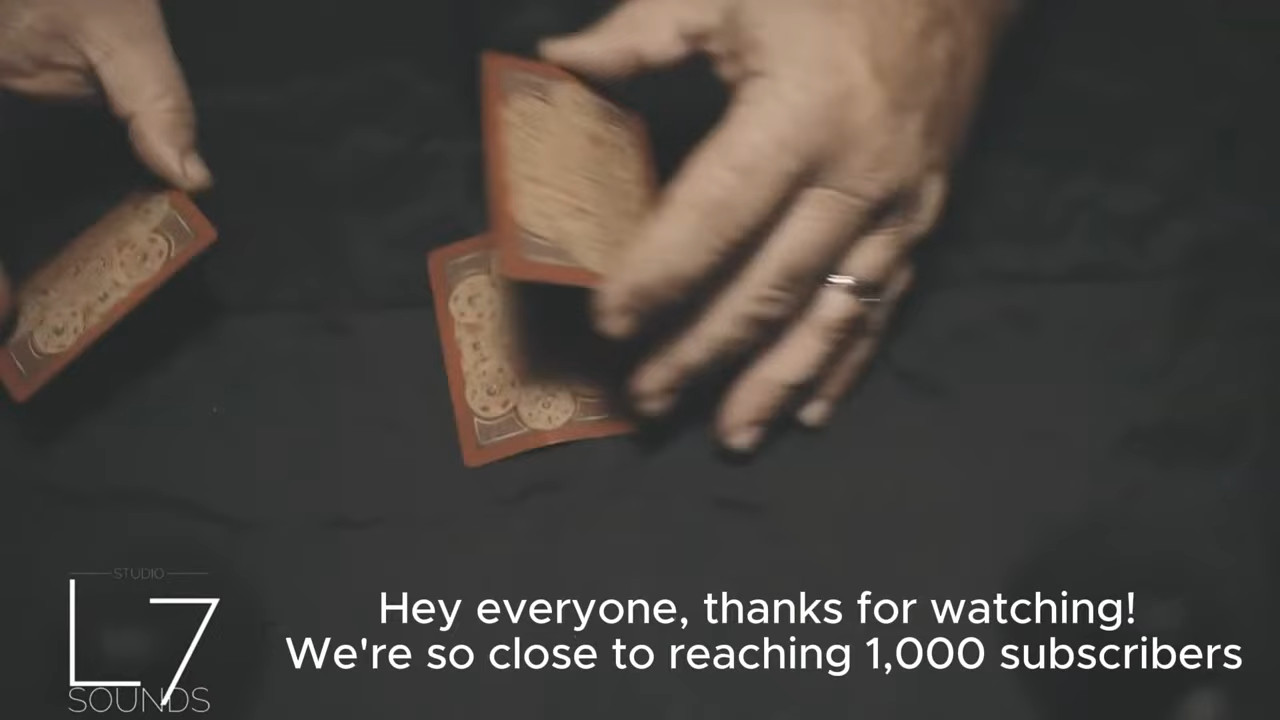 STUDIO
L7
SOUNDS
Hey everyone, thanks for watching!
We're so close to reaching 1,000 subscribers